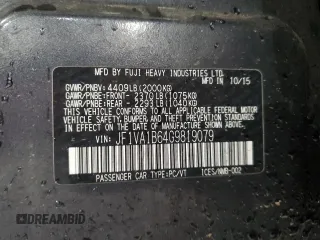 MFD BY FUJI HEAVY INDUSTRIES LTD.
MFD IN 10/15
GVWR/PNBV: 4409LB(2000KG)
GAWR/PNBE:FRONT- 2370LB(1075KG)
GAWR/PNBE:REAR - 2293LB(1040KG)
THIS VEHICLE CONFORMS TO ALL APPLICABLE
U.S. FEDERAL MOTOR VEHICLE
SAFETY, BUMPER, AND THEFT PREVENTION
STANDARDS IN EFFECT ON THE DATE OF
MANUFACTURE SHOWN ABOVE.
VIN: JF1VA1B64G9819079
PASSENGER CAR TYPE:PC/VT ICES/NMB-002
DREAMBID